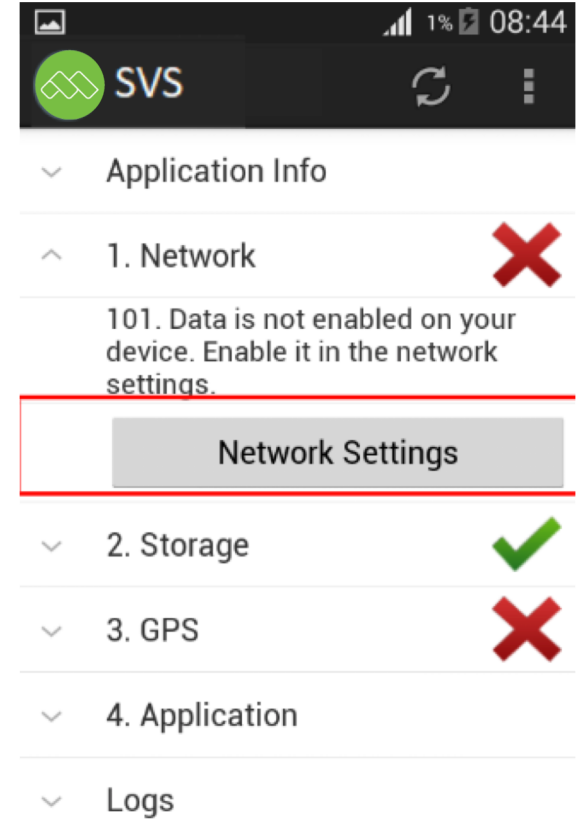 1% 08:44
SVS
Application Info
1. Network
101. Data is not enabled on your
device. Enable it in the network
settings.
Network Settings
2. Storage
3. GPS
4. Application
Logs